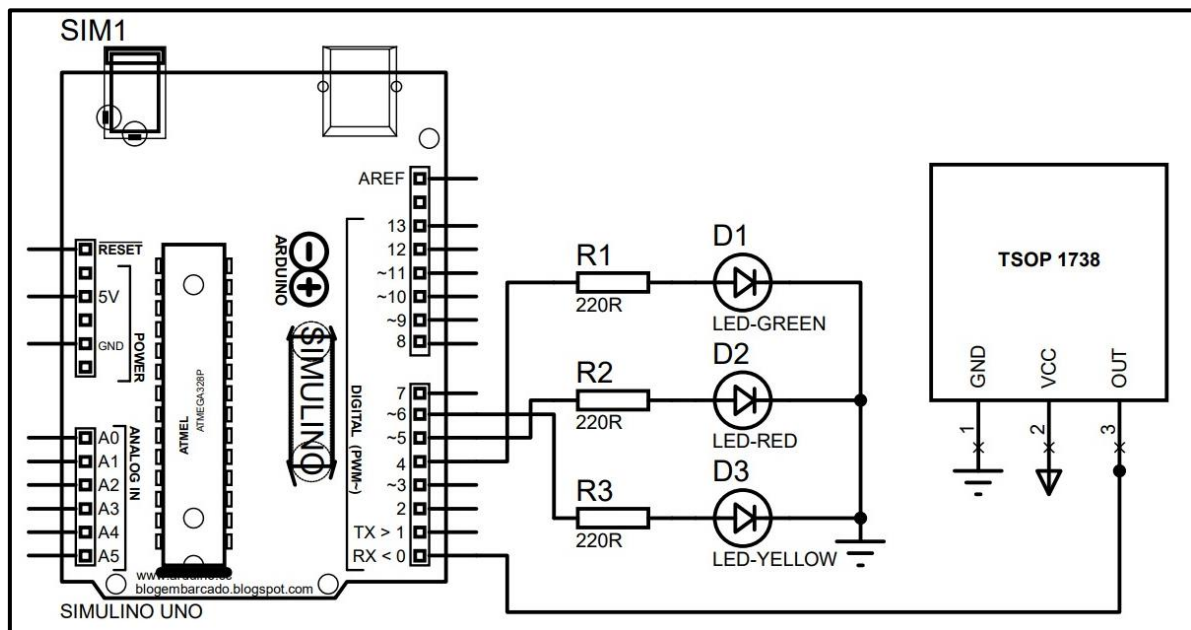 SIM1
AREF
13
12
~11
~10
~9
8
7
~6
~5
4
~3
2
TX > 1
RX < 0
DIGITAL (PWM~)
RESET
5V
GND
POWER
A0
A1
A2
A3
A4
A5
ANALOG IN
ATMEL
ATMEGA328P
ARDUINO
SIMULINO
blogembarcado.blogspot.com
SIMULINO UNO
R1
220R
D1
LED-GREEN
R2
220R
D2
LED-RED
R3
220R
D3
LED-YELLOW
TSOP 1738
GND
VCC
OUT
1
2
3